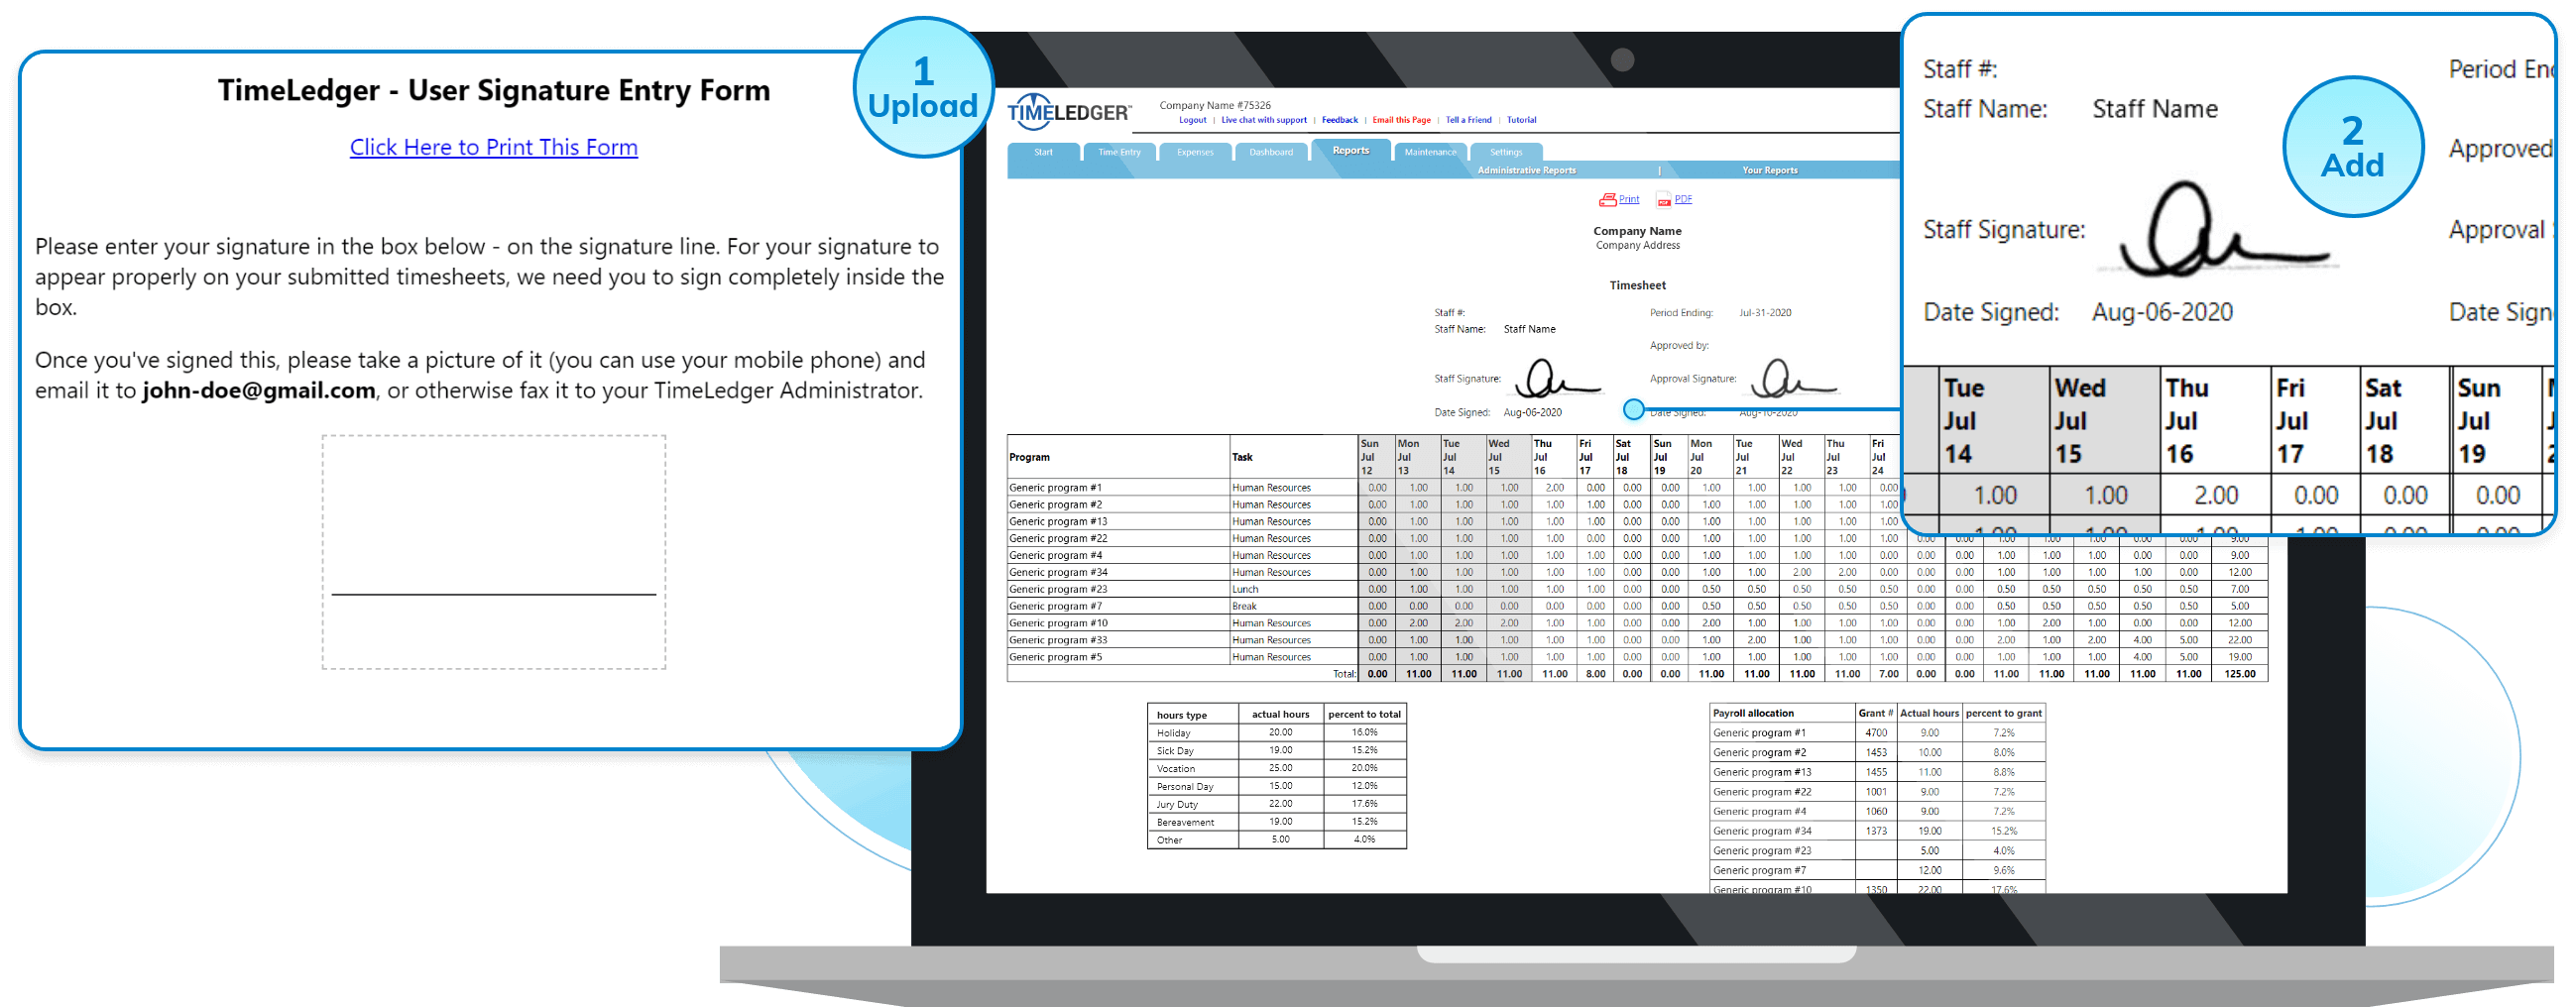 TimeLedger - User Signature Entry Form
Click Here to Print This Form
Please enter your signature in the box below - on the signature line. For your signature to
appear properly on your submitted timesheets, we need you to sign completely inside the
box.
Once you've signed this, please take a picture of it (you can use your mobile phone) and
email it to john-doe@gmail.com, or otherwise fax it to your TimeLedger Administrator.
1
Upload
TIMELEDGER™
Company Name #75326
Logout | Live chat with support | Feedback | Email this Page | Tell a Friend | Tutorial
Start Time Entry Expenses Dashboard Reports Maintenance Settings
Administrative Reports | Your Reports
Print PDF
Company Name
Company Address
Timesheet
Staff #: Period Ending: Jul-31-2020
Staff Name: Staff Name
Approved by:
Staff Signature: Approval Signature:
Date Signed: Aug-06-2020 Date Signed: Aug-10-2020
Program Task Sun Jul 12 Mon Jul 13 Tue Jul 14 Wed Jul 15 Thu Jul 16 Fri Jul 17 Sat Jul 18 Sun Jul 19 Mon Jul 20 Tue Jul 21 Wed Jul 22 Thu Jul 23 Fri Jul 24
Generic program #1 Human Resources 0.00 1.00 1.00 1.00 2.00 0.00 0.00 0.00 1.00 1.00 1.00 1.00 0.00
Generic program #2 Human Resources 0.00 1.00 1.00 1.00 1.00 1.00 0.00 0.00 1.00 1.00 1.00 1.00 1.00
Generic program #13 Human Resources 0.00 1.00 1.00 1.00 1.00 1.00 0.00 0.00 1.00 1.00 1.00 1.00 1.00
Generic program #22 Human Resources 0.00 1.00 1.00 1.00 1.00 0.00 0.00 0.00 1.00 1.00 1.00 1.00 1.00 0.00 0.00 1.00 1.00 1.00 0.00 0.00 9.00
Generic program #4 Human Resources 0.00 1.00 1.00 1.00 1.00 1.00 0.00 0.00 1.00 1.00 1.00 1.00 0.00 0.00 0.00 1.00 1.00 1.00 0.00 0.00 9.00
Generic program #34 Human Resources 0.00 1.00 1.00 1.00 1.00 1.00 0.00 0.00 1.00 1.00 2.00 2.00 0.00 0.00 0.00 1.00 1.00 1.00 1.00 0.00 12.00
Generic program #23 Lunch 0.00 1.00 1.00 1.00 1.00 1.00 0.00 0.00 0.50 0.50 0.50 0.50 0.50 0.00 0.00 0.50 0.50 0.50 0.50 0.50 7.00
Generic program #7 Break 0.00 0.00 0.00 0.00 0.00 0.00 0.00 0.00 0.50 0.50 0.50 0.50 0.50 0.00 0.00 0.50 0.50 0.50 0.50 0.50 5.00
Generic program #10 Human Resources 0.00 2.00 2.00 2.00 1.00 1.00 0.00 0.00 2.00 1.00 1.00 1.00 1.00 0.00 0.00 1.00 2.00 1.00 0.00 0.00 12.00
Generic program #33 Human Resources 0.00 1.00 1.00 1.00 1.00 1.00 0.00 0.00 1.00 2.00 1.00 1.00 1.00 0.00 0.00 2.00 1.00 2.00 4.00 5.00 22.00
Generic program #5 Human Resources 0.00 1.00 1.00 1.00 1.00 1.00 0.00 0.00 1.00 1.00 1.00 1.00 1.00 0.00 0.00 1.00 1.00 1.00 4.00 5.00 19.00
Total: 0.00 11.00 11.00 11.00 11.00 8.00 0.00 0.00 11.00 11.00 11.00 11.00 7.00 0.00 0.00 11.00 11.00 11.00 11.00 11.00 125.00
hours type actual hours percent to total
Holiday 20.00 16.0%
Sick Day 19.00 15.2%
Vocation 25.00 20.0%
Personal Day 15.00 12.0%
Jury Duty 22.00 17.6%
Bereavement 19.00 15.2%
Other 5.00 4.0%
Payroll allocation Grant # Actual hours percent to grant
Generic program #1 4700 9.00 7.2%
Generic program #2 1453 10.00 8.0%
Generic program #13 1455 11.00 8.8%
Generic program #22 1001 9.00 7.2%
Generic program #4 1060 9.00 7.2%
Generic program #34 1373 19.00 15.2%
Generic program #23 5.00 4.0%
Generic program #7 12.00 9.6%
Generic program #10 1350 22.00 17.6%
2
Add
Staff #: Period
Staff Name: Staff Name
Approved
Staff Signature: Approval
Date Signed: Aug-06-2020 Date
Tue Wed Thu Fri Sat Sun
Jul Jul Jul Jul Jul Jul
14 15 16 17 18 19
1.00 1.00 2.00 0.00 0.00 0.00
1.00 1.00 1.00 1.00 0.00 0.00